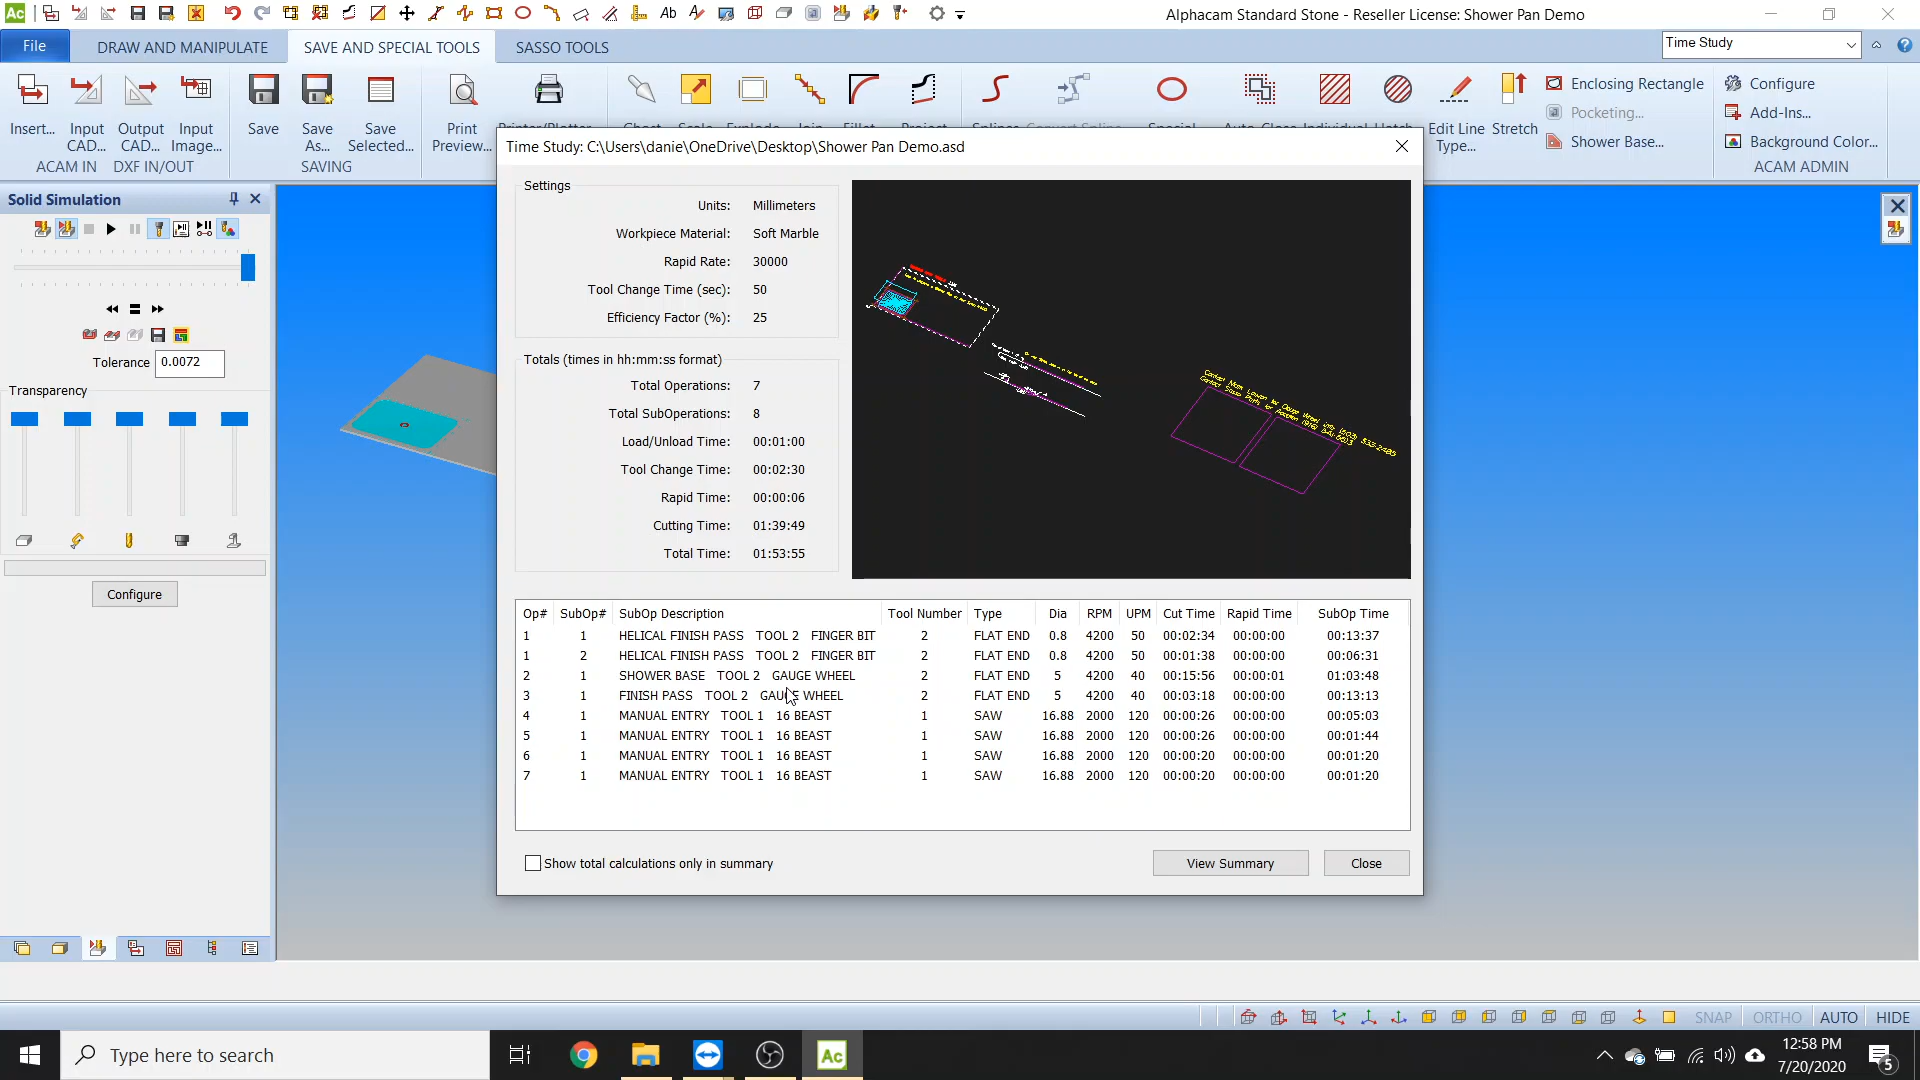 Ac
Ab
Alphacam Standard Stone - Reseller License: Shower Pan Demo
File
DRAW AND MANIPULATE
SAVE AND SPECIAL TOOLS
SASSO TOOLS
Time Study
Insert...
Input CAD...
Output CAD...
Input Image...
Save
Save As...
Save Selected...
Print Preview...
Edit Line Type...
Stretch
Enclosing Rectangle
Pocketing...
Shower Base...
Configure
Add-Ins...
Background Color...
ACAM IN
DXF IN/OUT
SAVING
ACAM ADMIN
Solid Simulation
Tolerance 0.0072
Transparency
Configure
Time Study: C:\Users\danie\OneDrive\Desktop\Shower Pan Demo.asd
Settings
Units: Millimeters
Workpiece Material: Soft Marble
Rapid Rate: 30000
Tool Change Time (sec): 50
Efficiency Factor (%): 25
Totals (times in hh:mm:ss format)
Total Operations: 7
Total SubOperations: 8
Load/Unload Time: 00:01:00
Tool Change Time: 00:02:30
Rapid Time: 00:00:06
Cutting Time: 01:39:49
Total Time: 01:53:55
Op# SubOp# SubOp Description Tool Number Type Dia RPM UPM Cut Time Rapid Time SubOp Time
1 1 HELICAL FINISH PASS TOOL 2 FINGER BIT 2 FLAT END 0.8 4200 50 00:02:34 00:00:00 00:13:37
1 2 HELICAL FINISH PASS TOOL 2 FINGER BIT 2 FLAT END 0.8 4200 50 00:01:38 00:00:00 00:06:31
2 1 SHOWER BASE TOOL 2 GAUGE WHEEL 2 FLAT END 5 4200 40 00:15:56 00:00:01 01:03:48
3 1 FINISH PASS TOOL 2 GAUGE WHEEL 2 FLAT END 5 4200 40 00:03:18 00:00:00 00:13:13
4 1 MANUAL ENTRY TOOL 1 16 BEAST 1 SAW 16.88 2000 120 00:00:26 00:00:00 00:05:03
5 1 MANUAL ENTRY TOOL 1 16 BEAST 1 SAW 16.88 2000 120 00:00:26 00:00:00 00:01:44
6 1 MANUAL ENTRY TOOL 1 16 BEAST 1 SAW 16.88 2000 120 00:00:20 00:00:00 00:01:20
7 1 MANUAL ENTRY TOOL 1 16 BEAST 1 SAW 16.88 2000 120 00:00:20 00:00:00 00:01:20
Show total calculations only in summary
View Summary
Close
SNAP ORTHO AUTO HIDE
Type here to search
Ac
12:58 PM
7/20/2020
5